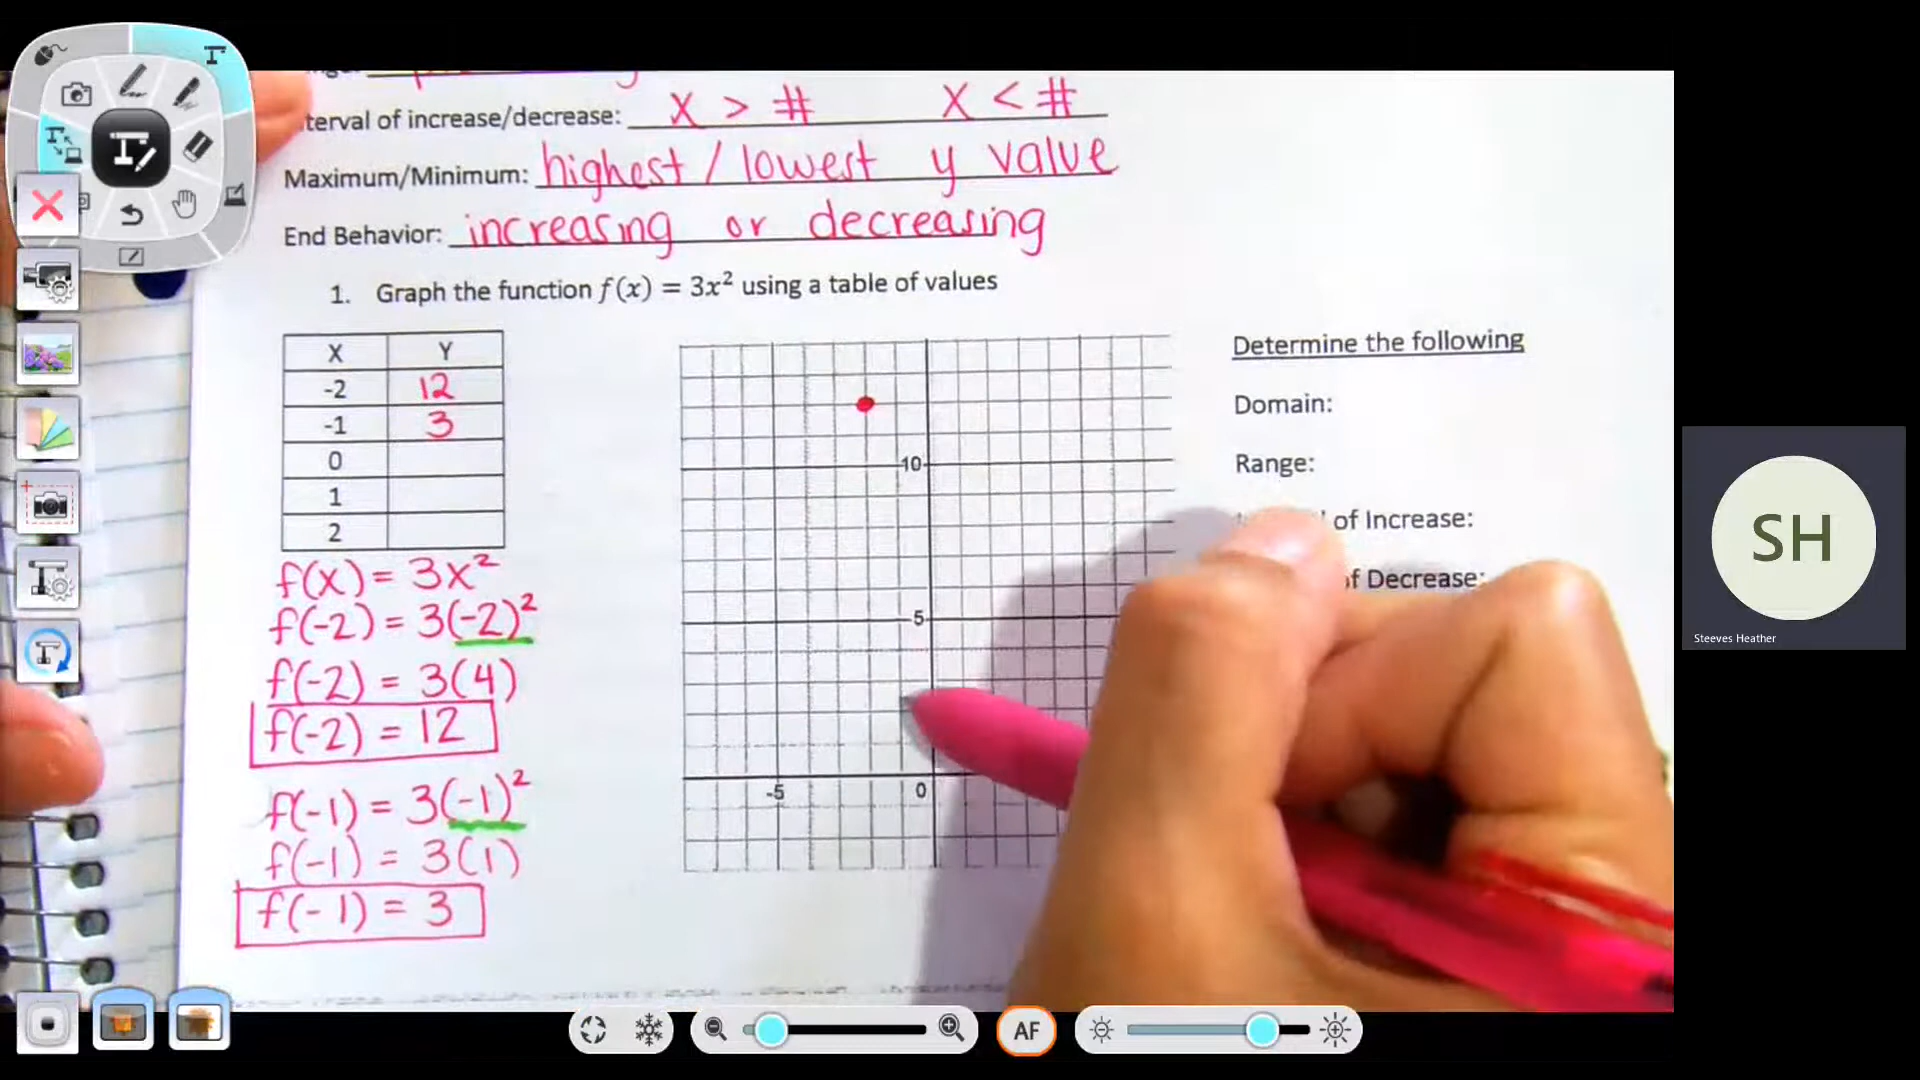 terval of increase/decrease: x > # x < #
Maximum/Minimum: highest / lowest y value
End Behavior: increasing or decreasing
1. Graph the function f(x) = 3x² using a table of values
X Y
-2 12
-1 3
0
1
2
f(x) = 3x²
f(-2) = 3(-2)²
f(-2) = 3(4)
f(-2) = 12
f(-1) = 3(-1)²
f(-1) = 3(1)
f(-1) = 3
10
5
-5 0
Determine the following
Domain:
Range:
of Increase:
of Decrease:
SH
Steeves Heather
AF